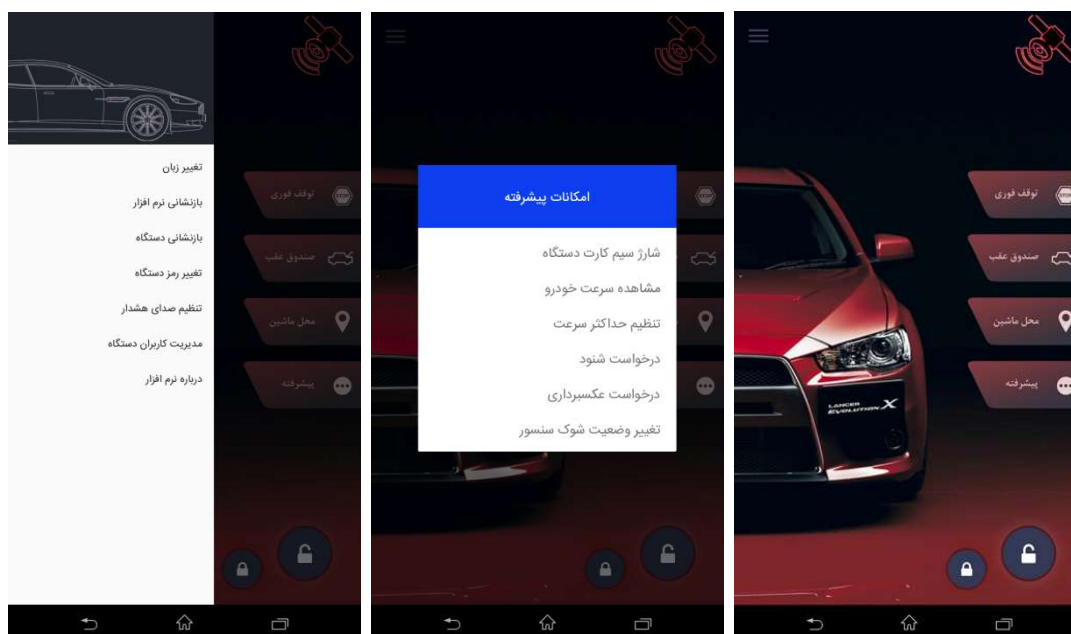 تغییر زبان
بازنشانی نرم افزار
بازنشانی دستگاه
تغییر رمز دستگاه
تنظیم صدای هشدار
مدیریت کاربران دستگاه
درباره نرم افزار
توقف فوری
صندوق عقب
محل ماشین
پیشرفته
امکانات پیشرفته
شارژ سیم کارت دستگاه
مشاهده سرعت خودرو
تنظیم حداکثر سرعت
درخواست شنود
درخواست عکسبرداری
تغییر وضعیت شوک سنسور
توقف فوری
صندوق عقب
محل ماشین
پیشرفته
LANCER
EVOLUTION X